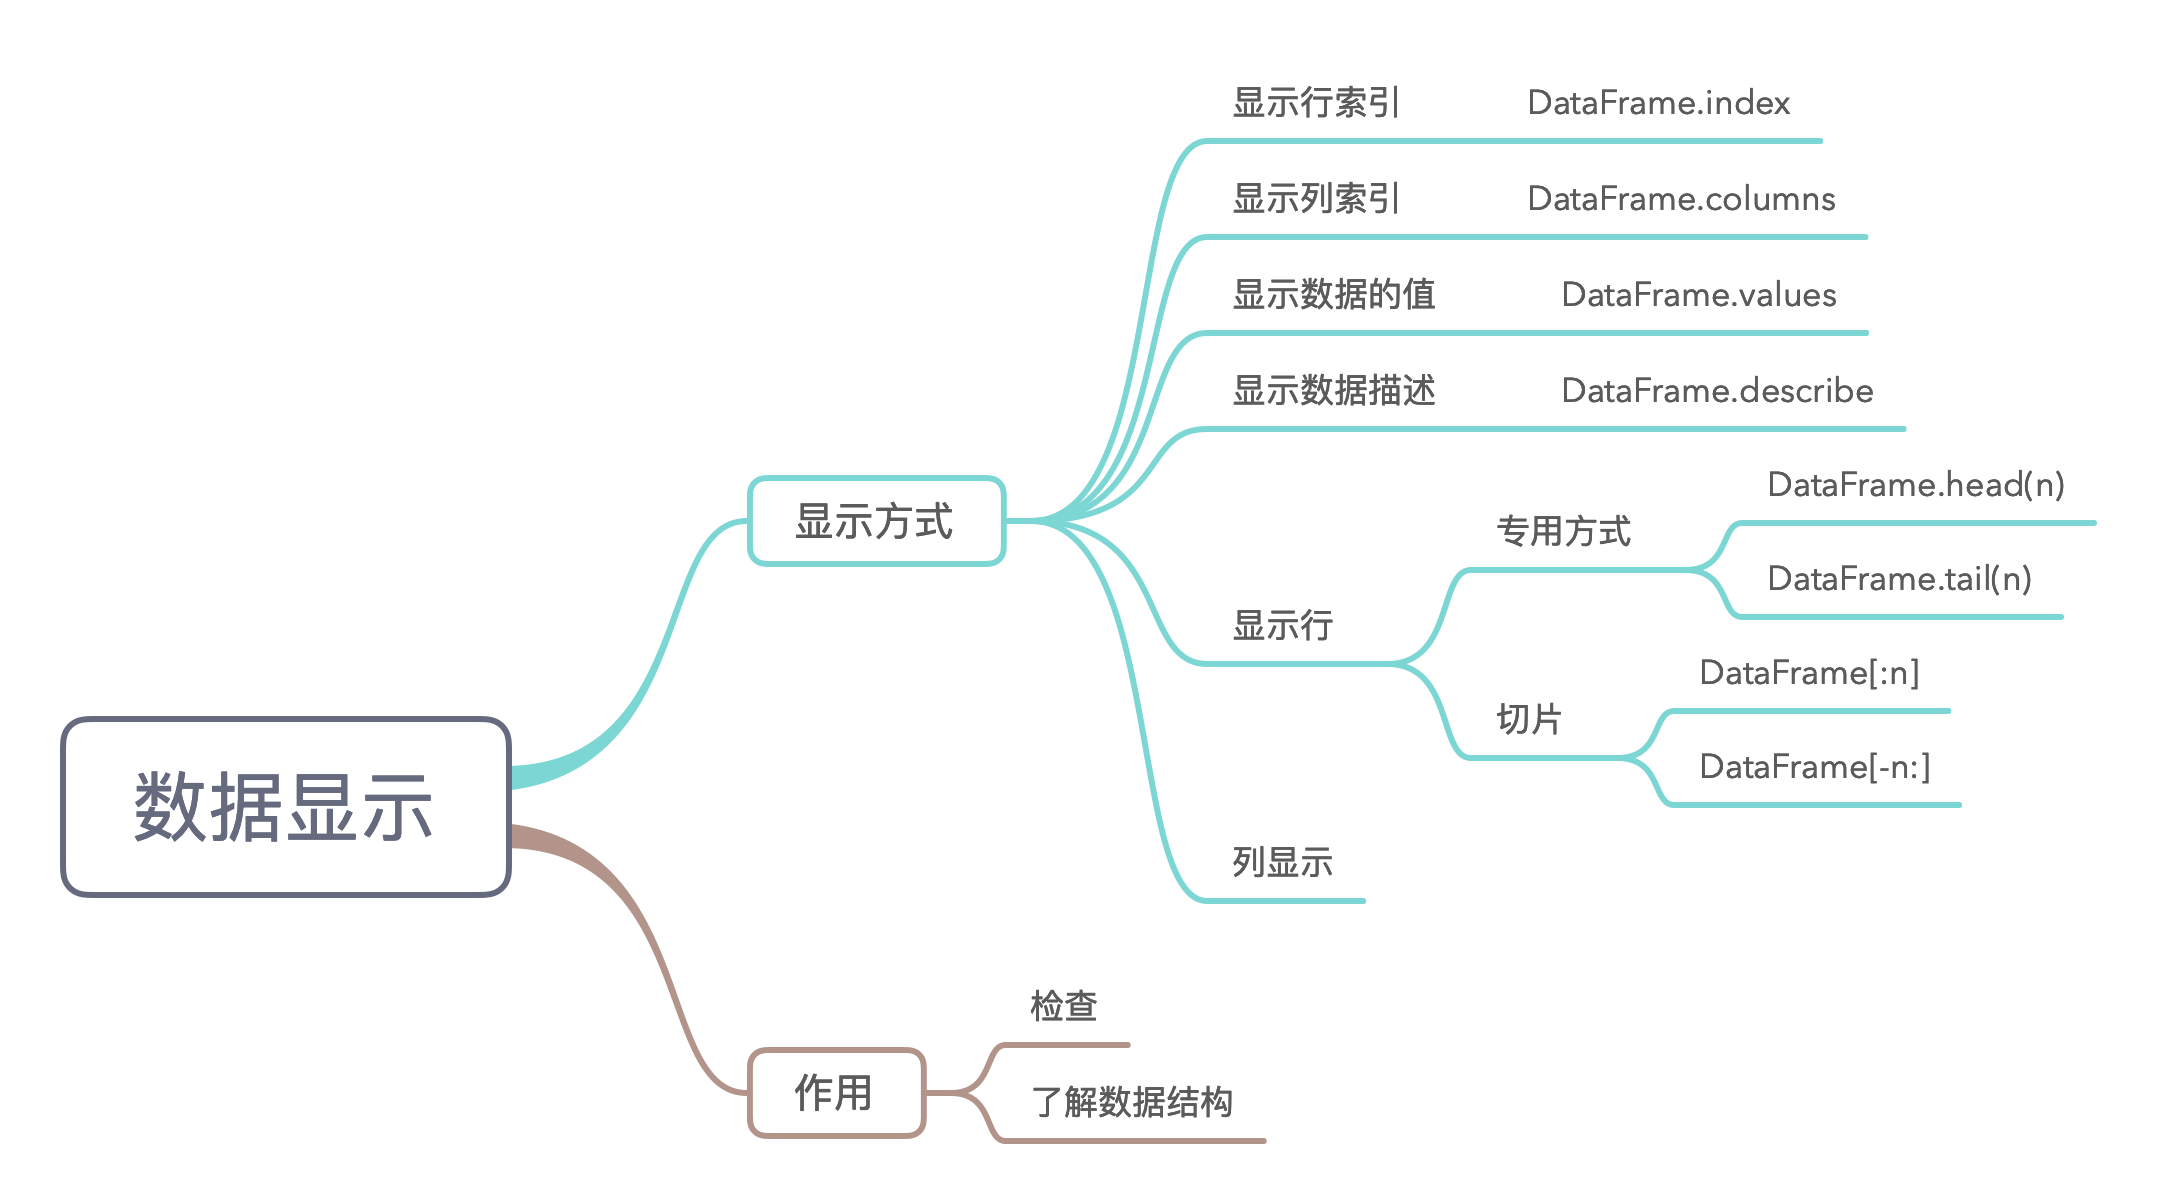 数据显示
显示方式
显示行索引 DataFrame.index
显示列索引 DataFrame.columns
显示数据的值 DataFrame.values
显示数据描述 DataFrame.describe
显示行
专用方式
DataFrame.head(n)
DataFrame.tail(n)
切片
DataFrame[:n]
DataFrame[-n:]
列显示
作用
检查
了解数据结构